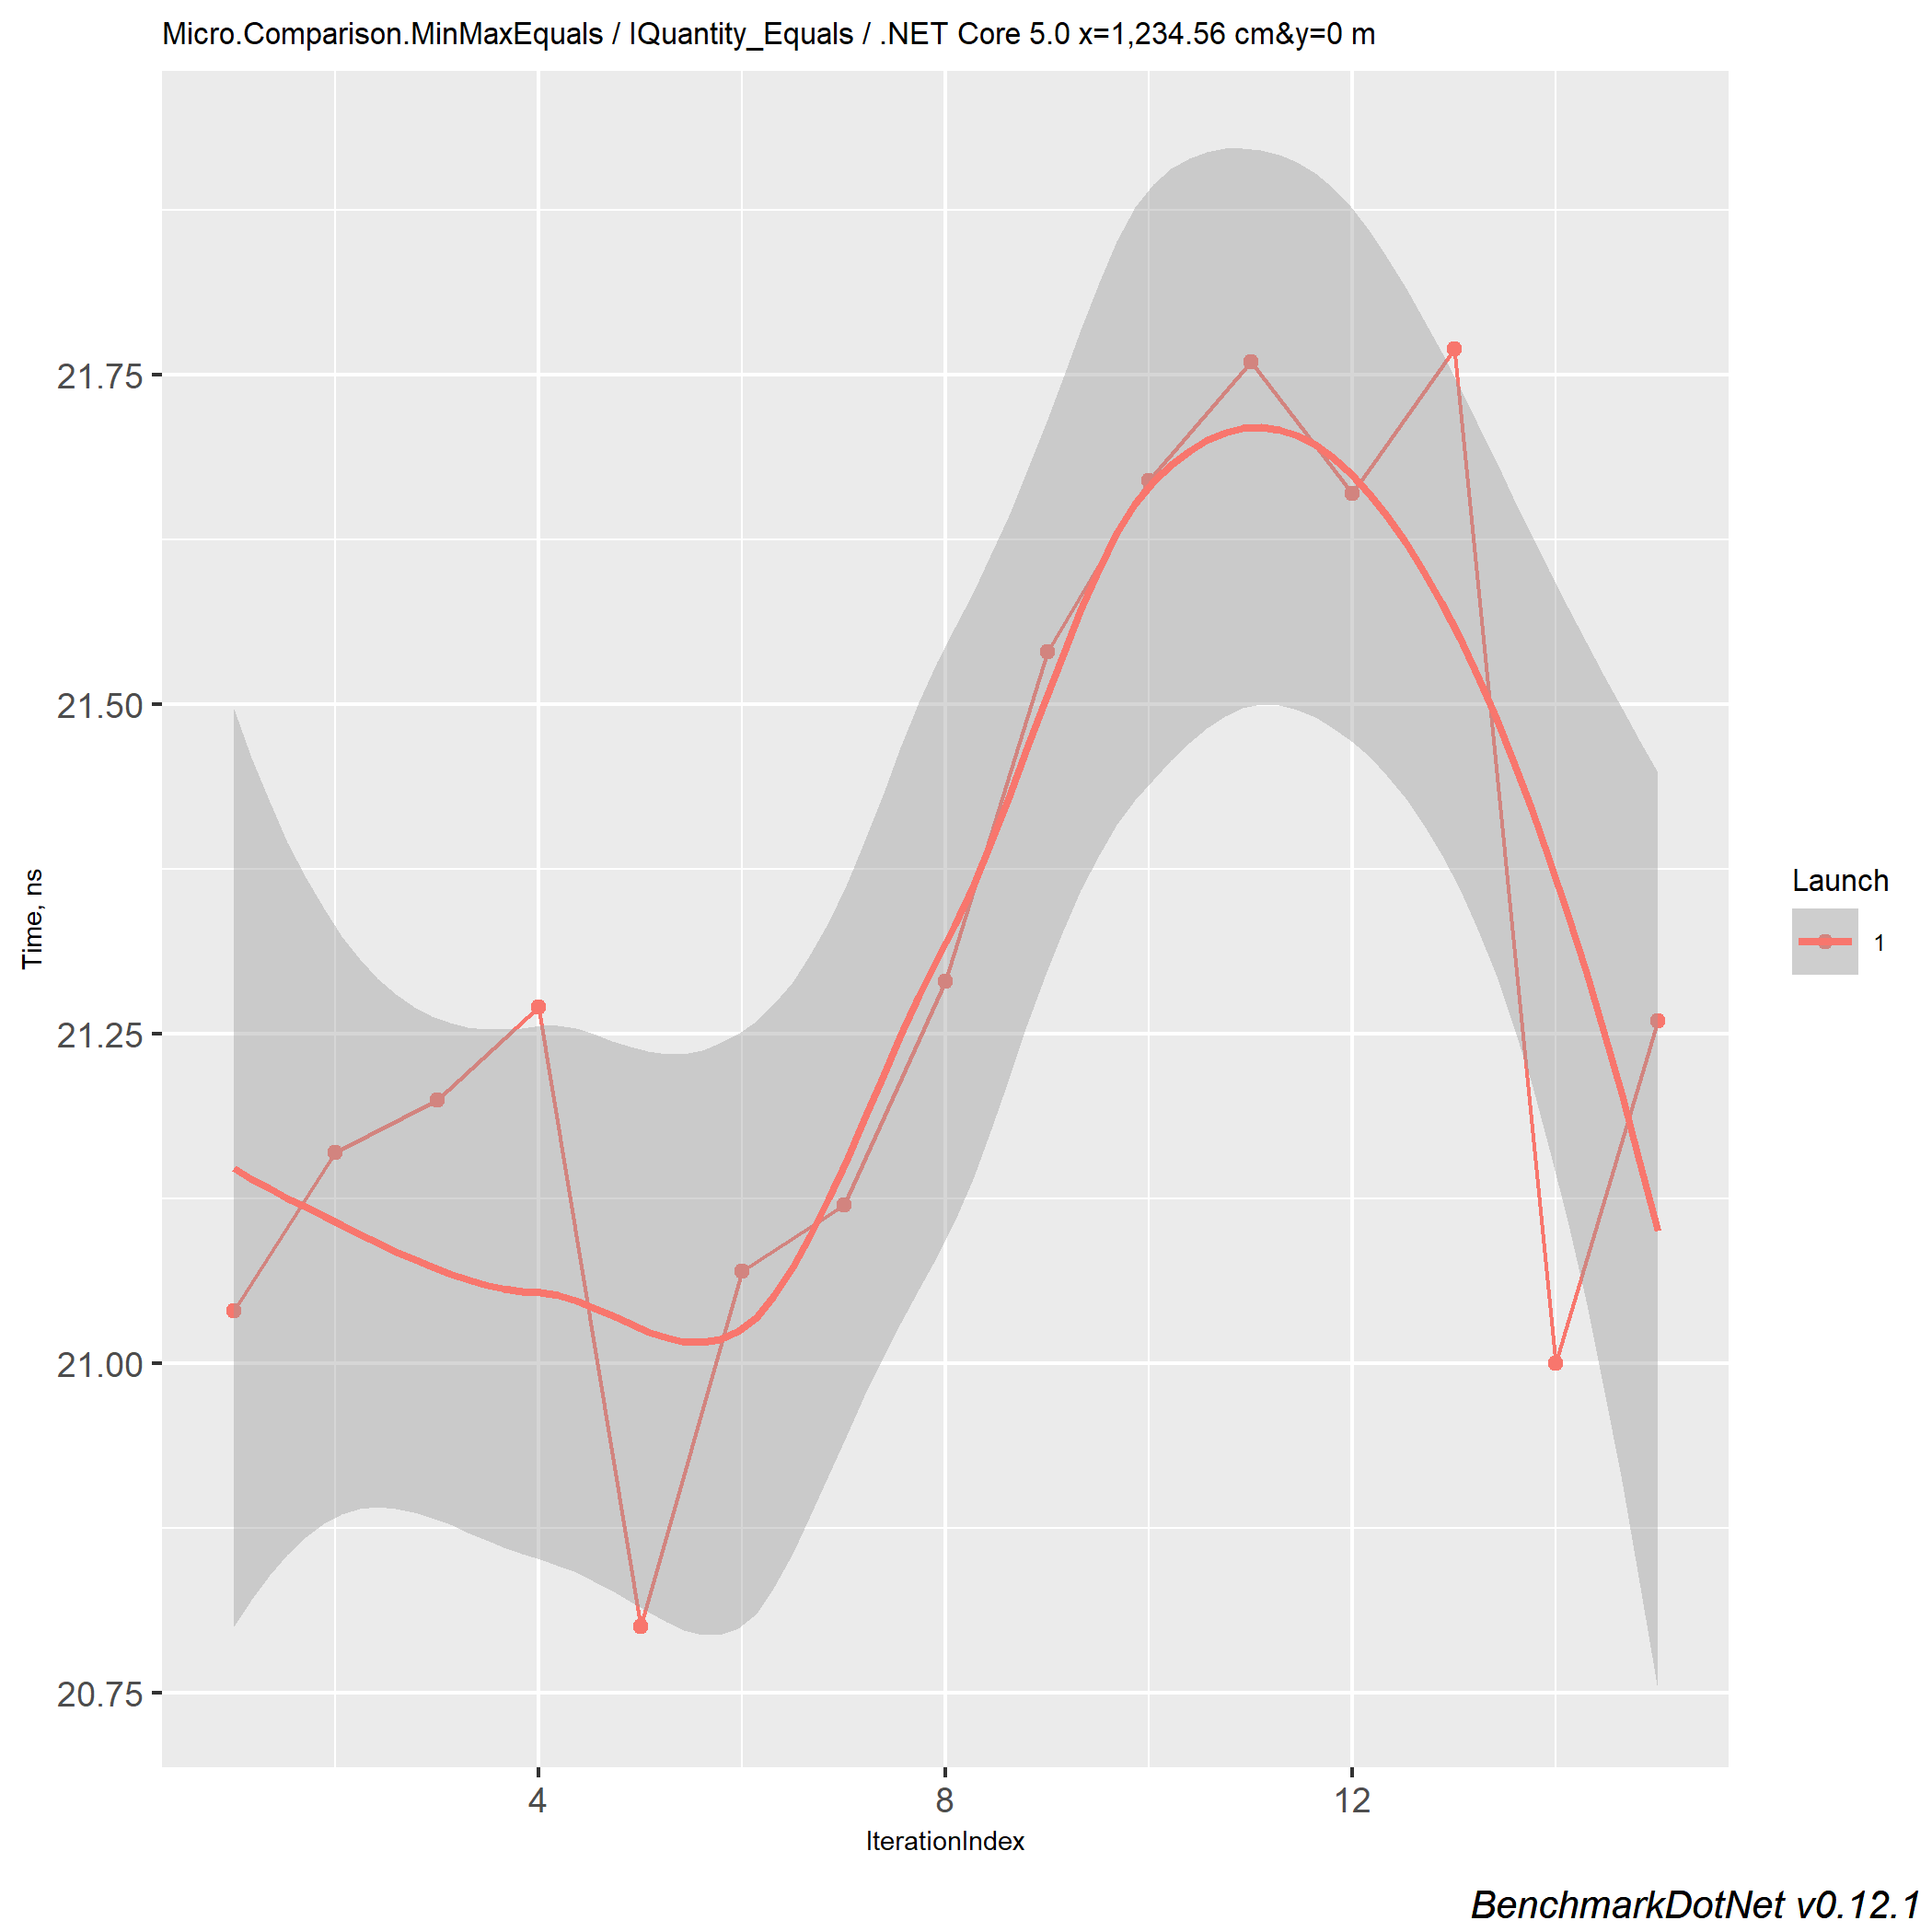 Micro.Comparison.MinMaxEquals / IQuantity_Equals / .NET Core 5.0 x=1,234.56 cm&y=0 m
21.75
21.50
21.25
21.00
20.75
Time, ns
4 8 12
IterationIndex
Launch
1
BenchmarkDotNet v0.12.1